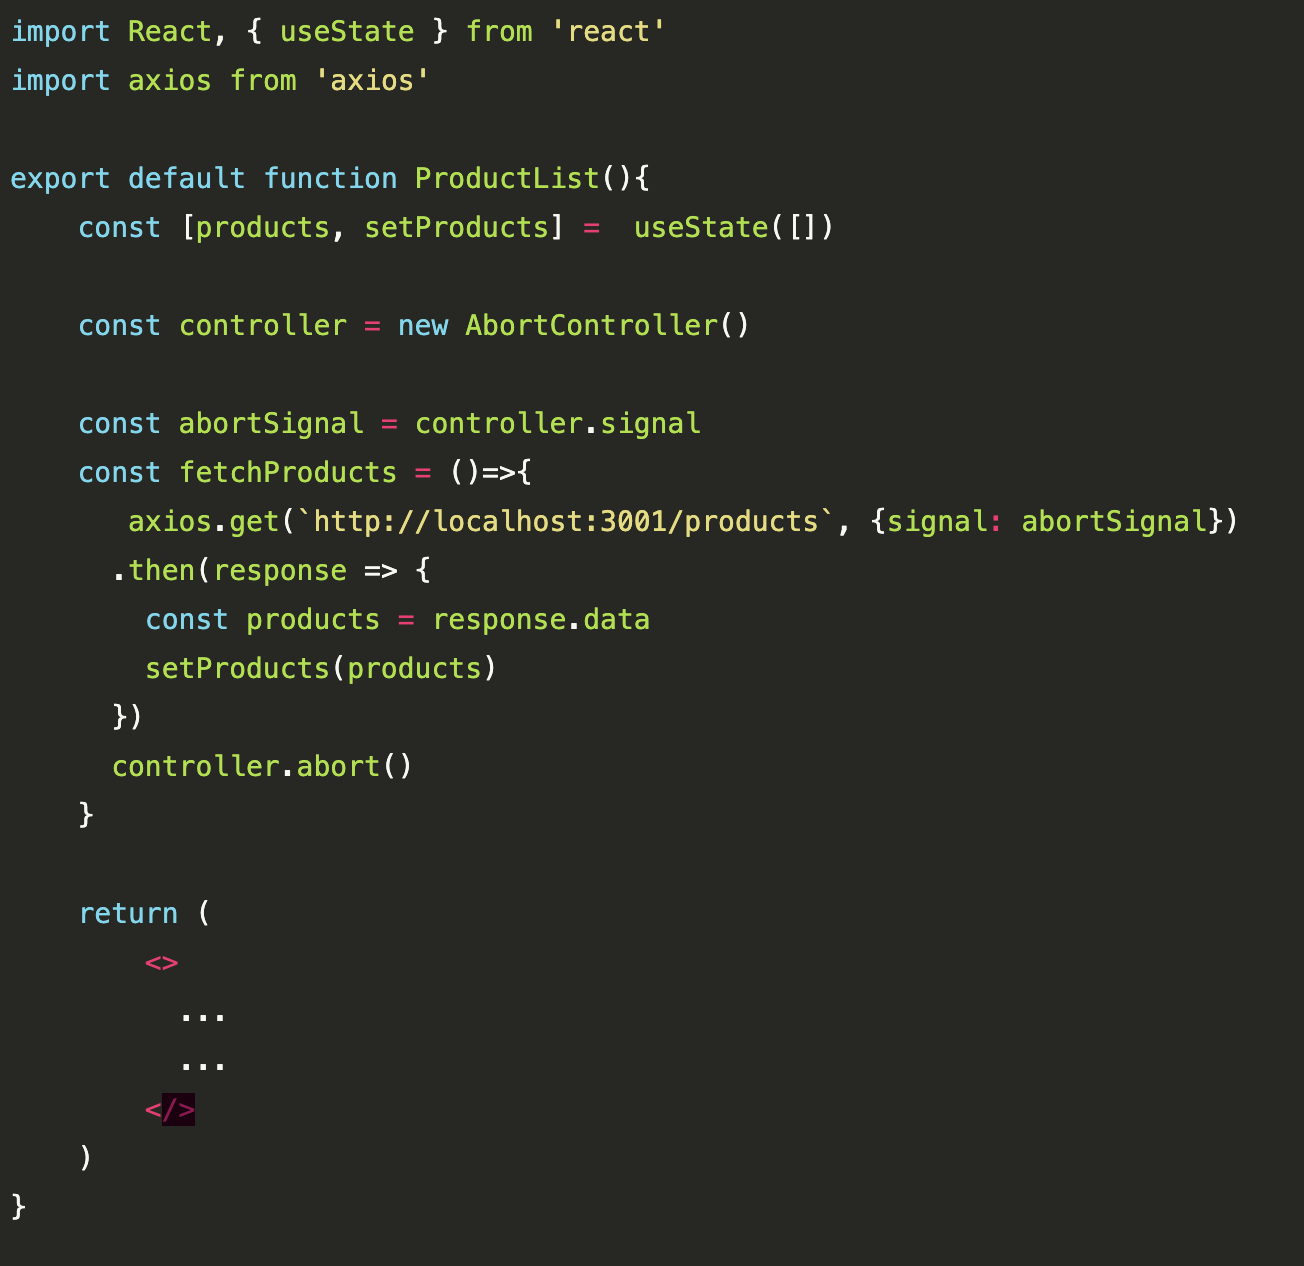 import React, { useState } from 'react'
import axios from 'axios'
export default function ProductList(){
const [products, setProducts] =  useState([])
const controller = new AbortController()
const abortSignal = controller.signal
const fetchProducts = ()=>{
axios.get(`http://localhost:3001/products`, {signal: abortSignal})
.then(response => {
const products = response.data
setProducts(products)
})
controller.abort()
}
return (
<>
...
...
</>
)
}